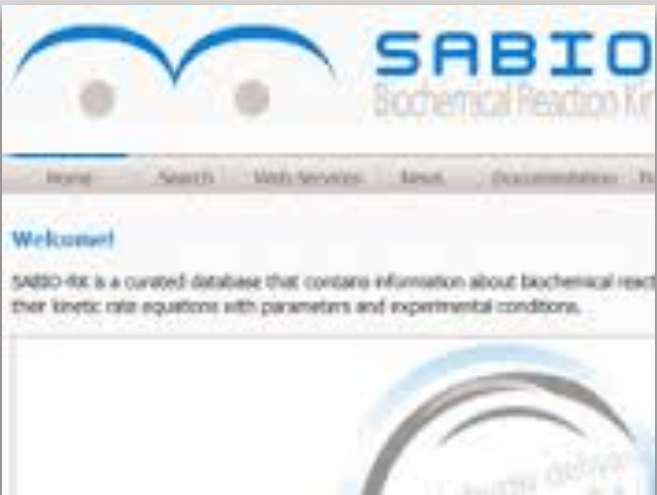 SABIO
Biochemical Reaction Kin
Home Search Web Services News Documentation
Welcome!
SABIO-RK is a curated database that contains information about biochemical react
their kinetic rate equations with parameters and experimental conditions.